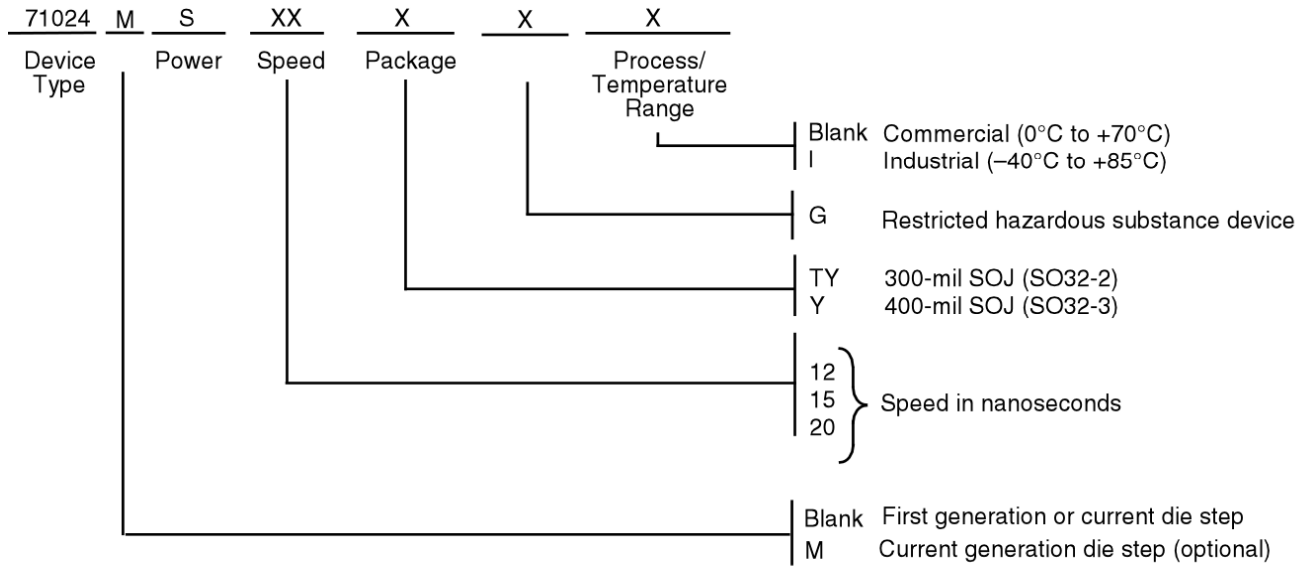 71024 M S XX X X X
Device Type Power Speed Package Process/ Temperature Range
Blank Commercial (0°C to +70°C)
I Industrial (–40°C to +85°C)
G Restricted hazardous substance device
TY 300-mil SOJ (SO32-2)
Y 400-mil SOJ (SO32-3)
12
15
20
Speed in nanoseconds
Blank First generation or current die step
M Current generation die step (optional)